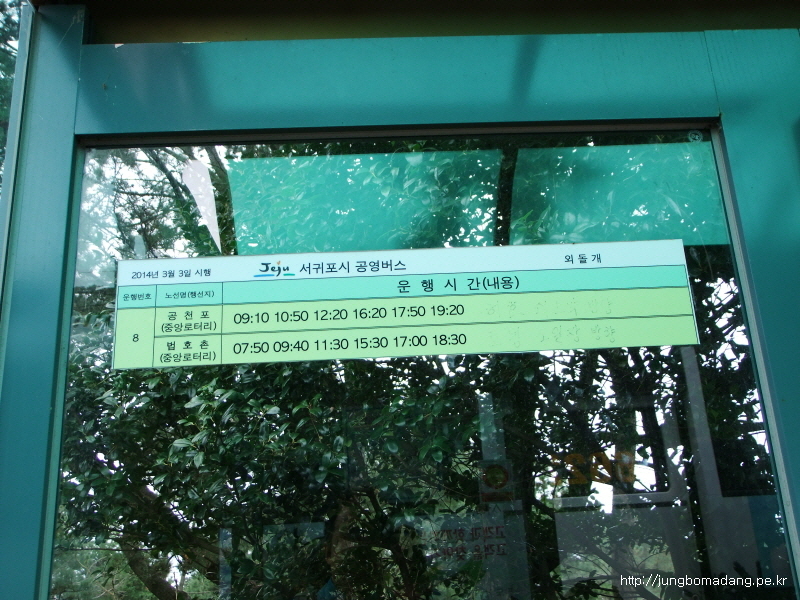 2014년 3월 3일 시행 Jeju 서귀포시 공영버스 외돌개
운행번호 노선명(행선지) 운 행 시 간(내용)
8
공 천 포
(중앙로터리)
09:10 10:50 12:20 16:20 17:50 19:20
법 호 촌
(중앙로터리)
07:50 09:40 11:30 15:30 17:00 18:30
http://jungbomadang.pe.kr